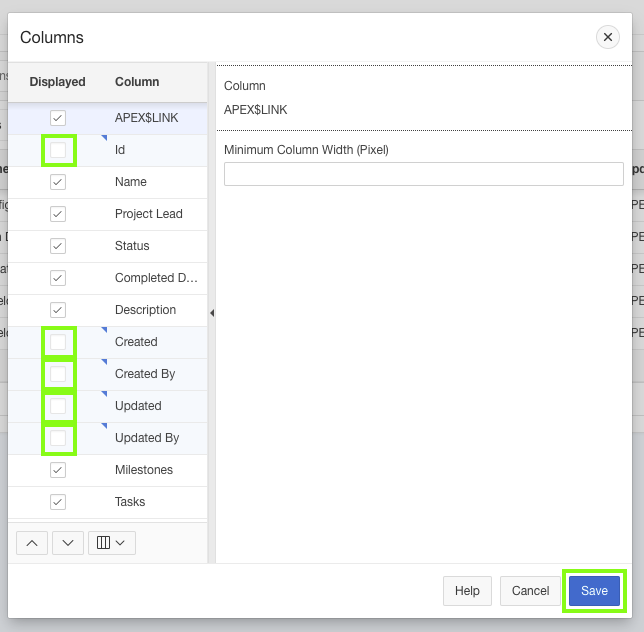 Columns
Displayed Column
APEX$LINK
Id
Name
Project Lead
Status
Completed D...
Description
Created
Created By
Updated
Updated By
Milestones
Tasks
Column
APEX$LINK
Minimum Column Width (Pixel)
Help Cancel Save